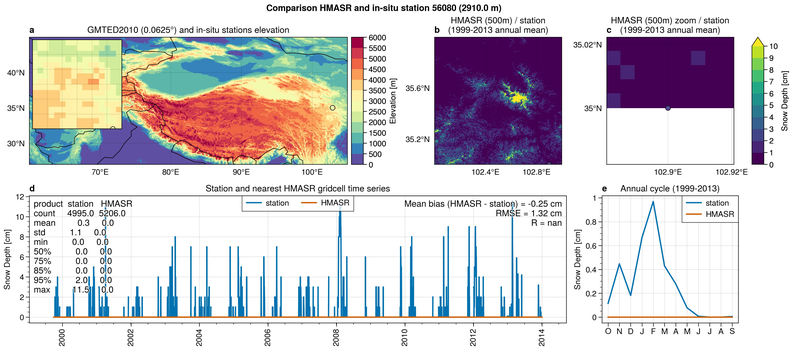 Comparison HMASR and in-situ station 56080 (2910.0 m)
a
GMTED2010 (0.0625°) and in-situ stations elevation
40°N
35°N
30°N
70°E
80°E
90°E
100°E
6000
5500
5000
4500
4000
3500
3000
2500
2000
1500
1000
500
0
Elevation [m]
b
HMASR (500m) / station
(1999-2013 annual mean)
35.6°N
35.2°N
102.4°E
102.8°E
c
HMASR (500m) zoom / station
(1999-2013 annual mean)
35.02°N
35°N
102.9°E
102.92°E
10
9
8
7
6
5
4
3
2
1
0
Snow Depth [cm]
d
Station and nearest HMASR gridcell time series
12
10
8
6
4
2
0
Snow Depth [cm]
product station HMASR
count 4995.0 5206.0
mean 0.3 0.0
std 1.1 0.0
min 0.0 0.0
50% 0.0 0.0
75% 0.0 0.0
85% 0.0 0.0
95% 2.0 0.0
max 11.5 0.0
station
HMASR
Mean bias (HMASR - station) = -0.25 cm
RMSE = 1.32 cm
R = nan
2000
2002
2004
2006
2008
2010
2012
2014
e
Annual cycle (1999-2013)
1
0.8
0.6
0.4
0.2
0
Snow Depth [cm]
station
HMASR
O N D J F M A M J J A S